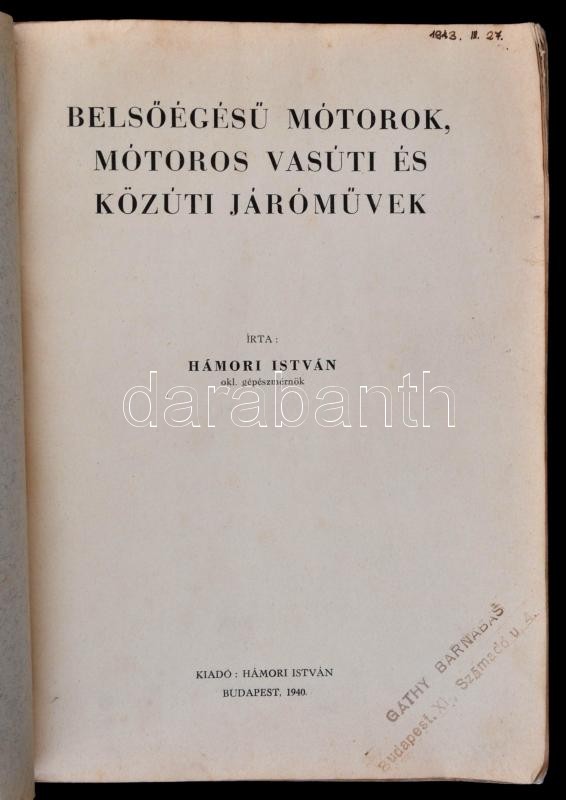 1943. III. 27.
BELSŐÉGÉSŰ MÓTOROK,
MÓTOROS VASÚTI ÉS
KÖZÚTI JÁRÓMŰVEK
ÍRTA:
HÁMORI ISTVÁN
okl. gépészmérnök
darabanth
KIADÓ: HÁMORI ISTVÁN
BUDAPEST, 1940.
GÁTHY BARNABÁS
Budapest, XI., Számadó u. 4.